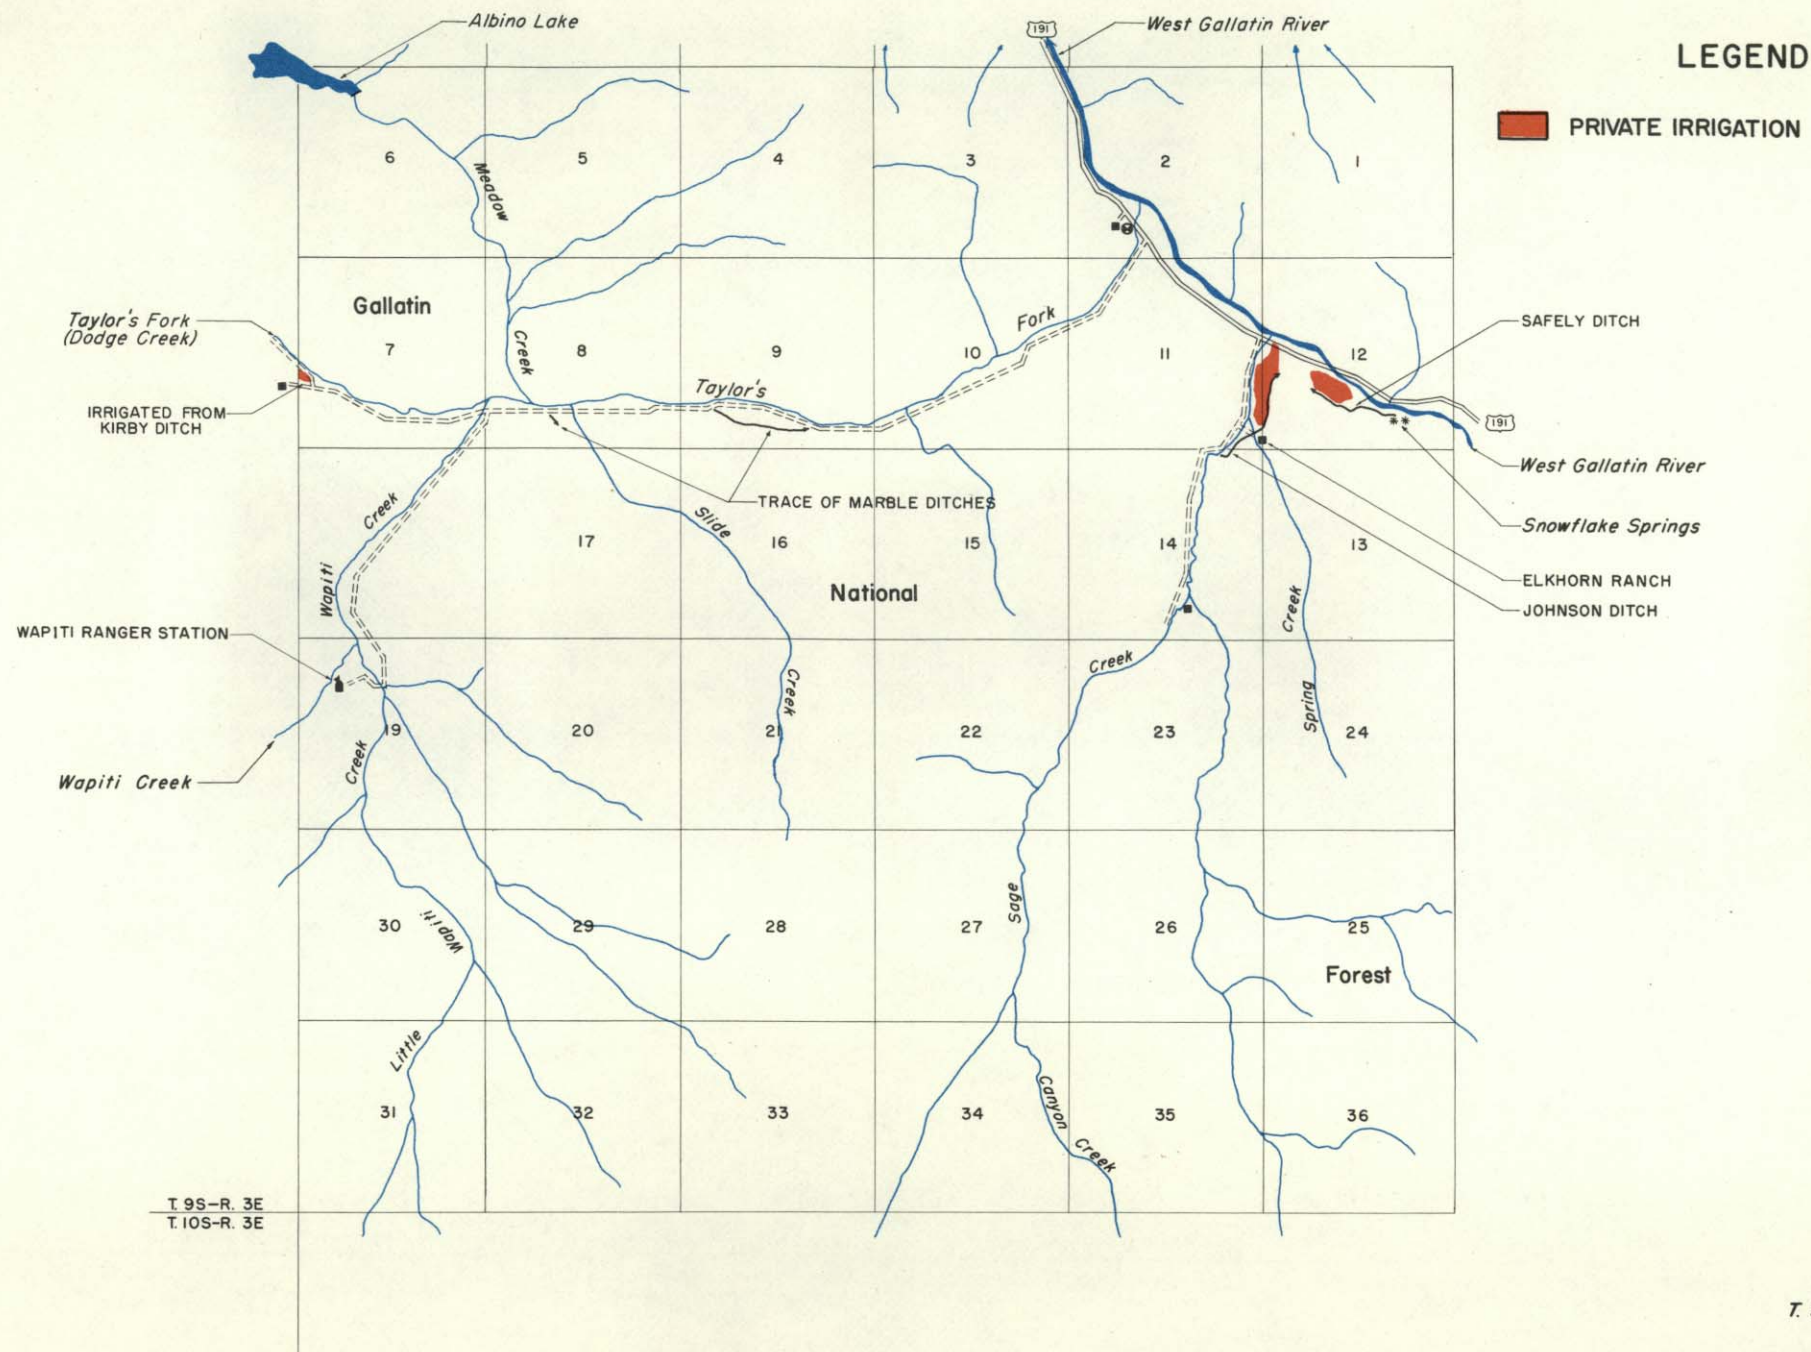 Albino Lake
191
West Gallatin River
LEGEND
PRIVATE IRRIGATION
6
5
4
3
2
1
Meadow
Creek
Gallatin
Taylor's Fork
(Dodge Creek)
7
8
9
10
11
12
Fork
Taylor's
SAFELY DITCH
IRRIGATED FROM
KIRBY DITCH
191
West Gallatin River
TRACE OF MARBLE DITCHES
Snowflake Springs
Creek
Wapiti
17
Slide
Creek
16
15
14
13
National
ELKHORN RANCH
JOHNSON DITCH
Creek
Spring
WAPITI RANGER STATION
Creek
19
20
21
22
23
24
Creek
Wapiti Creek
Sage
30
Wapiti
29
28
27
26
25
Forest
Little
31
32
33
34
Canyon
Creek
35
36
T. 9S-R. 3E
T. 10S-R. 3E
T.